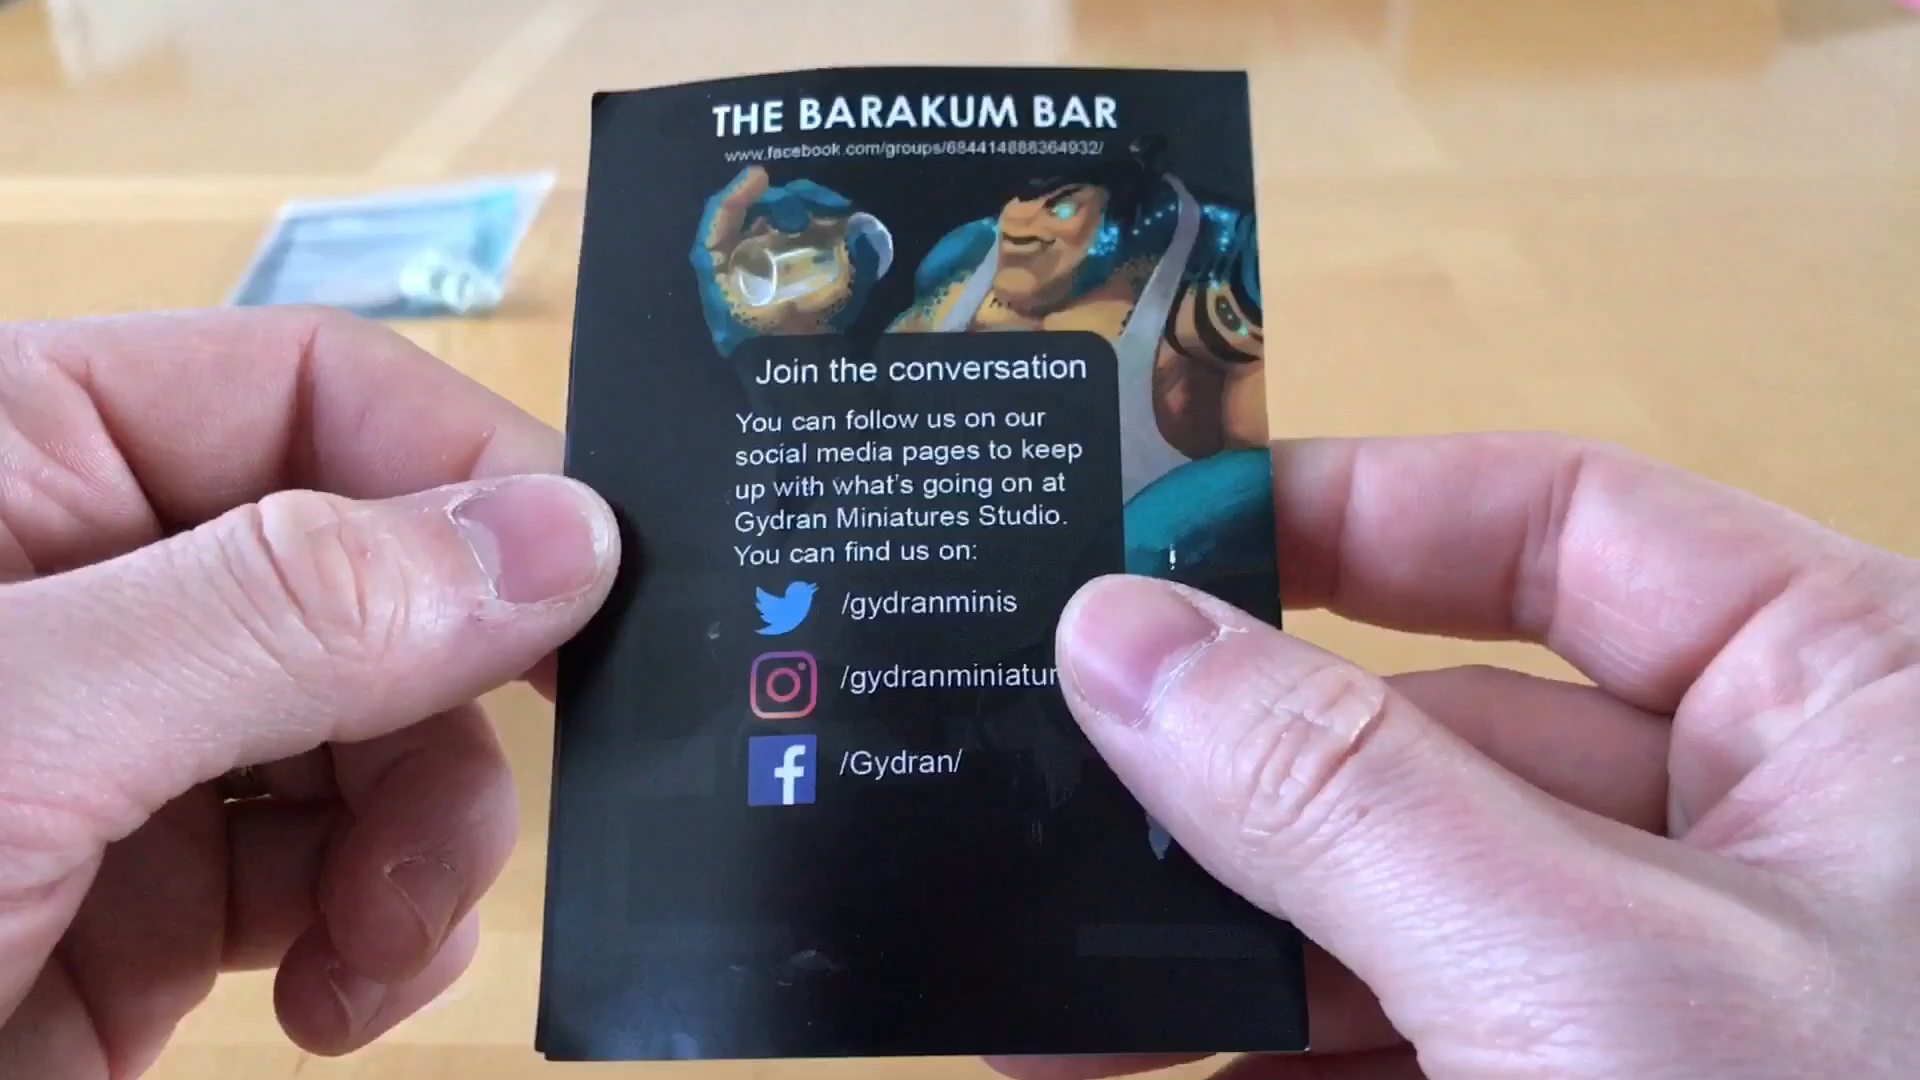 THE BARAKUM BAR
www.facebook.com/groups/684414888364932/
Join the conversation
You can follow us on our
social media pages to keep
up with what's going on at
Gydran Miniatures Studio.
You can find us on:
/gydranminis
/gydranminiatur
/Gydran/